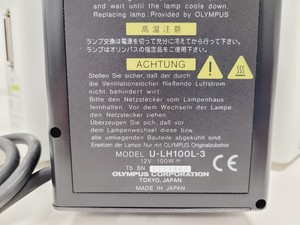 and wait until the lamp cools down.
Replacing lamp: Provided by OLYMPUS
高温注意
ランプ交換は電源を切って充分に冷えてから行って下さい。
ランプはオリンパスの指定品をご使用下さい。
ACHTUNG
Stellen Sie sicher, daß der durch
die Ventilationslöcher fließende Luftstrom
nicht behindert wird!
Den Netzstecker vom Lampenhaus
fernhalten. Vor dem Wechseln der Lampe
den Netzstecker ziehen.
Überzeugen Sie sich, daß vor
dem Lampenwechsel diese bzw.
alle umliegenden Bauteile abgekühlt sind.
Ersetzen der Lampe: Nur mit OLYMPUS Originalzubehör
MODEL U-LH100L-3
12V 100W
T5 SN
OLYMPUS CORPORATION
TOKYO, JAPAN
MADE IN JAPAN